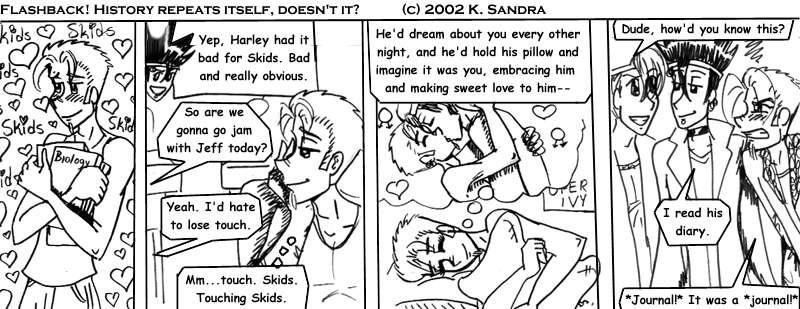 Flashback! History repeats itself, doesn't it? (c) 2002 K. Sandra
Skids
Skids
Skids
Skids
Biology
Yep, Harley had it
bad for Skids. Bad
and really obvious.
So are we
gonna go jam
with Jeff today?
Yeah. I'd hate
to lose touch.
Mm...touch. Skids.
Touching Skids.
He'd dream about you every other
night, and he'd hold his pillow and
imagine it was you, embracing him
and making sweet love to him--
IVY
Dude, how'd you know this?
I read his
diary.
*Journal!* It was a *journal!*